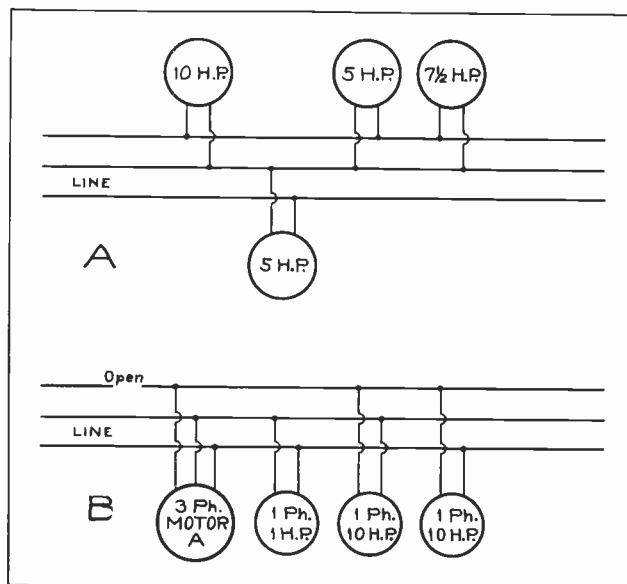 10 H.P.
5 H.P.
7½ H.P.
LINE
A
5 H.P.
Open
LINE
B
3 Ph.
MOTOR
A
1 Ph.
1 H.P.
1 Ph.
10 H.P.
1 Ph.
10 H.P.